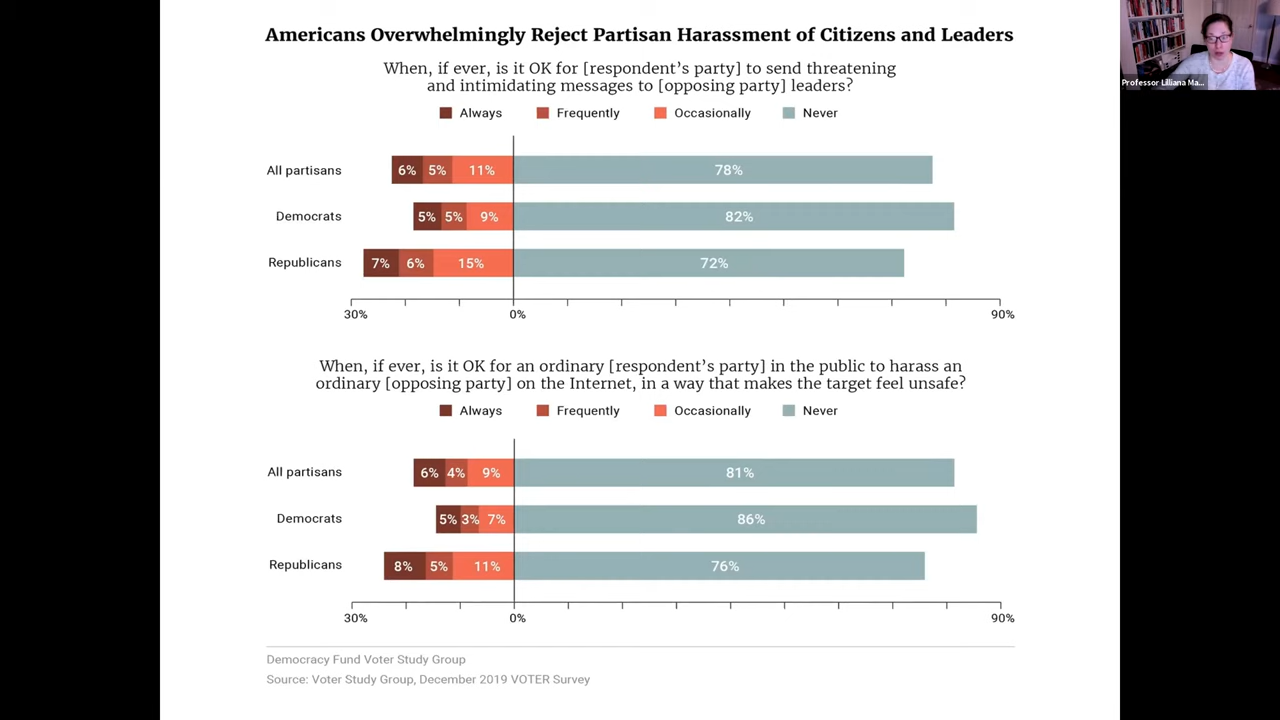 Americans Overwhelmingly Reject Partisan Harassment of Citizens and Leaders
When, if ever, is it OK for [respondent’s party] to send threatening
and intimidating messages to [opposing party] leaders?
Always Frequently Occasionally Never
All partisans 6% 5% 11% 78%
Democrats 5% 5% 9% 82%
Republicans 7% 6% 15% 72%
30% 0% 90%
When, if ever, is it OK for an ordinary [respondent’s party] in the public to harass an
ordinary [opposing party] on the Internet, in a way that makes the target feel unsafe?
Always Frequently Occasionally Never
All partisans 6% 4% 9% 81%
Democrats 5% 3% 7% 86%
Republicans 8% 5% 11% 76%
30% 0% 90%
Democracy Fund Voter Study Group
Source: Voter Study Group, December 2019 VOTER Survey
Professor Lilliana Ma...